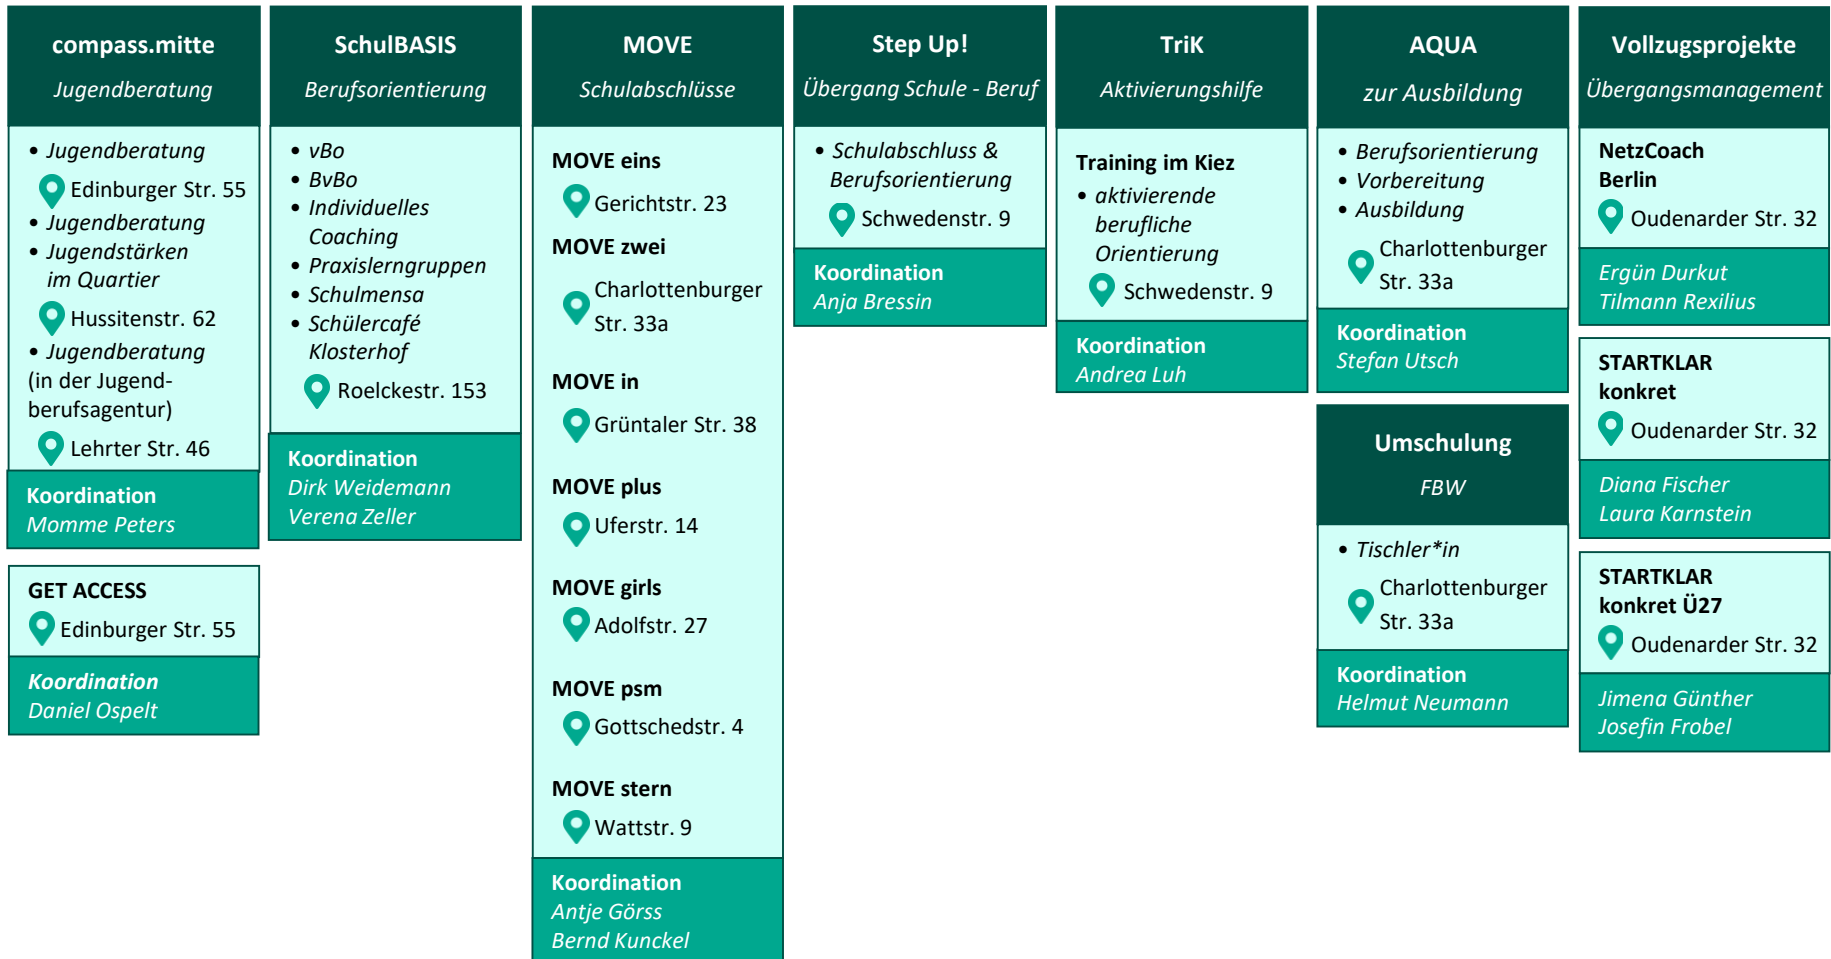 compass.mitte
Jugendberatung
• Jugendberatung
Edinburger Str. 55
• Jugendberatung
• Jugendstärken
im Quartier
Hussitenstr. 62
• Jugendberatung
(in der Jugend-
berufsagentur)
Lehrter Str. 46
Koordination
Momme Peters
GET ACCESS
Edinburger Str. 55
Koordination
Daniel Ospelt
SchulBASIS
Berufsorientierung
• vBo
• BvBo
• Individuelles
Coaching
• Praxislerngruppen
• Schulmensa
• Schülercafé
Klosterhof
Roelckestr. 153
Koordination
Dirk Weidemann
Verena Zeller
MOVE
Schulabschlüsse
MOVE eins
Gerichtstr. 23
MOVE zwei
Charlottenburger
Str. 33a
MOVE in
Grüntaler Str. 38
MOVE plus
Uferstr. 14
MOVE girls
Adolfstr. 27
MOVE psm
Gottschedstr. 4
MOVE stern
Wattstr. 9
Koordination
Antje Görss
Bernd Kunckel
Step Up!
Übergang Schule - Beruf
• Schulabschluss &
Berufsorientierung
Schwedenstr. 9
Koordination
Anja Bressin
TriK
Aktivierungshilfe
Training im Kiez
• aktivierende
berufliche
Orientierung
Schwedenstr. 9
Koordination
Andrea Luh
AQUA
zur Ausbildung
• Berufsorientierung
• Vorbereitung
• Ausbildung
Charlottenburger
Str. 33a
Koordination
Stefan Utsch
Umschulung
FBW
• Tischler*in
Charlottenburger
Str. 33a
Koordination
Helmut Neumann
Vollzugsprojekte
Übergangsmanagement
NetzCoach
Berlin
Oudenarder Str. 32
Ergün Durkut
Tilmann Rexilius
STARTKLAR
konkret
Oudenarder Str. 32
Diana Fischer
Laura Karnstein
STARTKLAR
konkret Ü27
Oudenarder Str. 32
Jimena Günther
Josefin Frobel